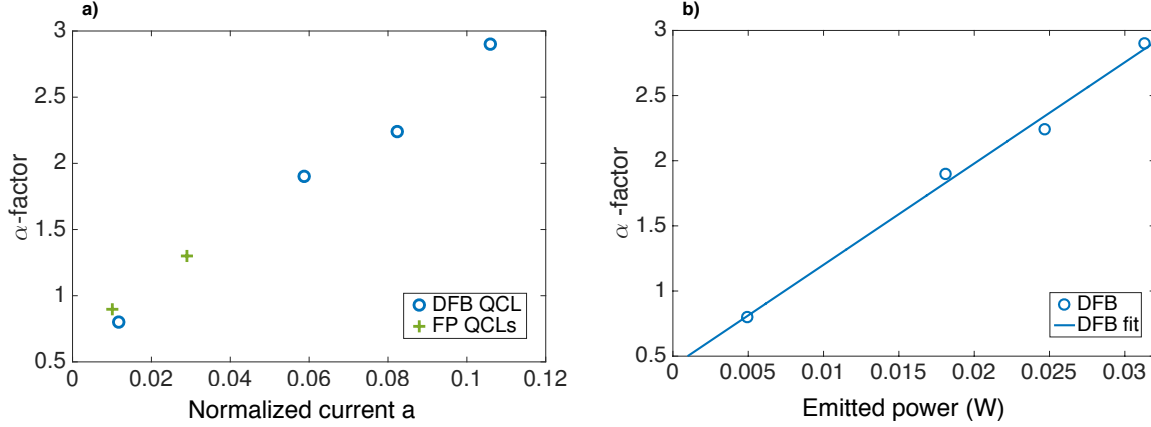 a)
3
2.5
2
1.5
1
0.5
α-factor
0 0.02 0.04 0.06 0.08 0.1 0.12
Normalized current a
DFB QCL
FP QCLs
b)
3
2.5
2
1.5
1
0.5
α -factor
0 0.005 0.01 0.015 0.02 0.025 0.03
Emitted power (W)
DFB
DFB fit